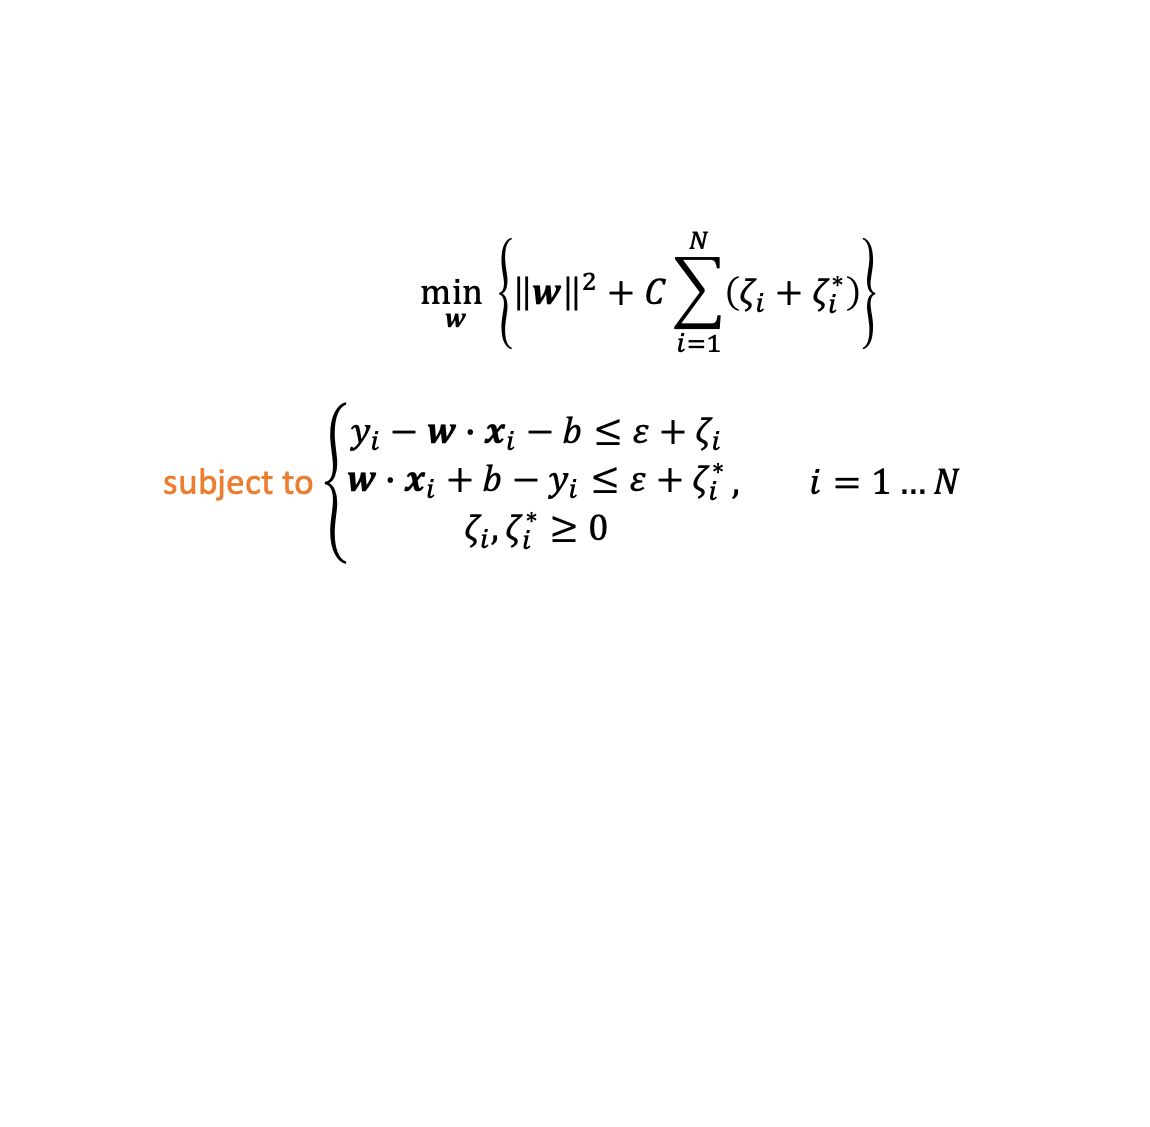 min_w { ‖w‖² + C ∑_{i=1}^{N} (ζ_i + ζ_i^*) }
y_i − w · x_i − b ≤ ε + ζ_i
subject to { w · x_i + b − y_i ≤ ε + ζ_i^*, i = 1 … N
ζ_i, ζ_i^* ≥ 0